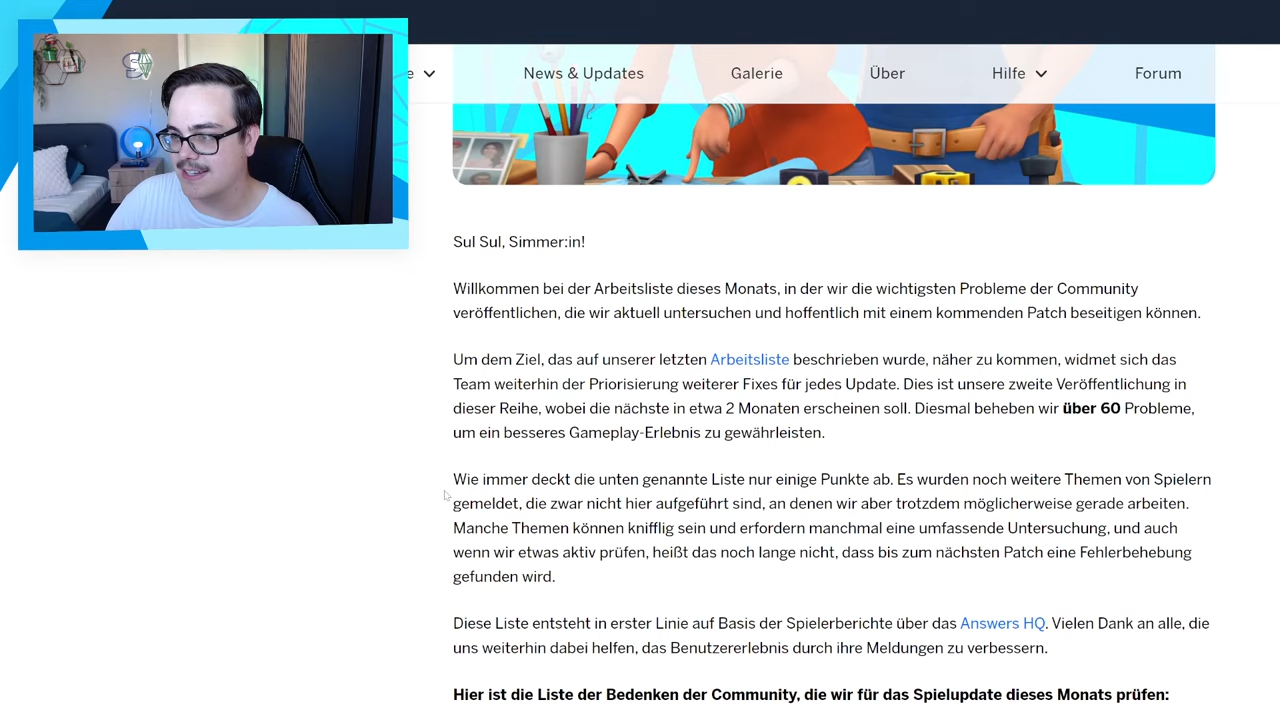 e
News & Updates
Galerie
Über
Hilfe
Forum
Sul Sul, Simmer:in!
Willkommen bei der Arbeitsliste dieses Monats, in der wir die wichtigsten Probleme der Community
veröffentlichen, die wir aktuell untersuchen und hoffentlich mit einem kommenden Patch beseitigen können.
Um dem Ziel, das auf unserer letzten Arbeitsliste beschrieben wurde, näher zu kommen, widmet sich das
Team weiterhin der Priorisierung weiterer Fixes für jedes Update. Dies ist unsere zweite Veröffentlichung in
dieser Reihe, wobei die nächste in etwa 2 Monaten erscheinen soll. Diesmal beheben wir über 60 Probleme,
um ein besseres Gameplay-Erlebnis zu gewährleisten.
Wie immer deckt die unten genannte Liste nur einige Punkte ab. Es wurden noch weitere Themen von Spielern
gemeldet, die zwar nicht hier aufgeführt sind, an denen wir aber trotzdem möglicherweise gerade arbeiten.
Manche Themen können knifflig sein und erfordern manchmal eine umfassende Untersuchung, und auch
wenn wir etwas aktiv prüfen, heißt das noch lange nicht, dass bis zum nächsten Patch eine Fehlerbehebung
gefunden wird.
Diese Liste entsteht in erster Linie auf Basis der Spielerberichte über das Answers HQ. Vielen Dank an alle, die
uns weiterhin dabei helfen, das Benutzererlebnis durch ihre Meldungen zu verbessern.
Hier ist die Liste der Bedenken der Community, die wir für das Spielupdate dieses Monats prüfen: